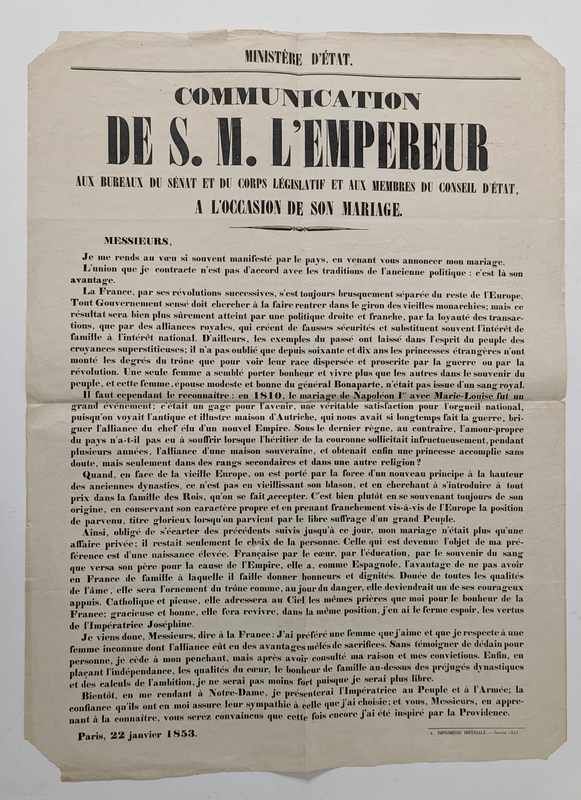 MINISTÈRE D'ÉTAT.
COMMUNICATION
DE S. M. L'EMPEREUR
AUX BUREAUX DU SÉNAT ET DU CORPS LÉGISLATIF ET AUX MEMBRES DU CONSEIL D'ÉTAT,
A L'OCCASION DE SON MARIAGE.
MESSIEURS,
Je me rends au vœu si souvent manifesté par le pays, en venant vous annoncer mon mariage.
L'union que je contracte n'est pas d'accord avec les traditions de l'ancienne politique : c'est là son
avantage.
La France, par ses révolutions successives, s'est toujours brusquement séparée du reste de l'Europe.
Tout Gouvernement sensé doit chercher à la faire rentrer dans le giron des vieilles monarchies; mais ce
résultat sera bien plus sûrement atteint par une politique droite et franche, par la loyauté des transac-
tions, que par des alliances royales, qui créent de fausses sécurités et substituent souvent l'intérêt de
famille à l'intérêt national. D'ailleurs, les exemples du passé ont laissé dans l'esprit du peuple des
croyances superstitieuses; il n'a pas oublié que depuis soixante et dix ans les princesses étrangères n'ont
monté les degrés du trône que pour voir leur race dispersée et proscrite par la guerre ou par la
révolution. Une seule femme a semblé porter bonheur et vivre plus que les autres dans le souvenir du
peuple, et cette femme, épouse modeste et bonne du général Bonaparte, n'était pas issue d'un sang royal.
Il faut cependant le reconnaître : en 1810, le mariage de Napoléon Ier avec Marie-Louise fut un
grand événement; c'était un gage pour l'avenir, une véritable satisfaction pour l'orgueil national,
puisqu'on voyait l'antique et illustre maison d'Autriche, qui nous avait si longtemps fait la guerre, bri-
guer l'alliance du chef élu d'un nouvel Empire. Sous le dernier règne, au contraire, l'amour-propre
du pays n'a-t-il pas eu à souffrir lorsque l'héritier de la couronne sollicitait infructueusement, pendant
plusieurs années, l'alliance d'une maison souveraine, et obtenait enfin une princesse accomplie sans
doute, mais seulement dans des rangs secondaires et dans une autre religion?
Quand, en face de la vieille Europe, on est porté par la force d'un nouveau principe à la hauteur
des anciennes dynasties, ce n'est pas en vieillissant son blason, et en cherchant à s'introduire à tout
prix dans la famille des Rois, qu'on se fait accepter. C'est bien plutôt en se souvenant toujours de son
origine, en conservant son caractère propre et en prenant franchement vis-à-vis de l'Europe la position
de parvenu, titre glorieux lorsqu'on parvient par le libre suffrage d'un grand Peuple.
Ainsi, obligé de s'écarter des précédents suivis jusqu'à ce jour, mon mariage n'était plus qu'une
affaire privée; il restait seulement le choix de la personne. Celle qui est devenue l'objet de ma pré-
férence est d'une naissance élevée. Française par le cœur, par l'éducation, par le souvenir du sang
que versa son père pour la cause de l'Empire, elle a, comme Espagnole, l'avantage de ne pas avoir
en France de famille à laquelle il faille donner honneurs et dignités. Douée de toutes les qualités
de l'âme, elle sera l'ornement du trône comme, au jour du danger, elle deviendrait un de ses courageux
appuis. Catholique et pieuse, elle adressera au Ciel les mêmes prières que moi pour le bonheur de la
France; gracieuse et bonne, elle fera revivre, dans la même position, j'en ai le ferme espoir, les vertus
de l'Impératrice Joséphine.
Je viens donc, Messieurs, dire à la France : J'ai préféré une femme que j'aime et que je respecte à une
femme inconnue dont l'alliance eût eu des avantages mêlés de sacrifices. Sans témoigner de dédain pour
personne, je cède à mon penchant, mais après avoir consulté ma raison et mes convictions. Enfin, en
plaçant l'indépendance, les qualités du cœur, le bonheur de famille au-dessus des préjugés dynastiques
et des calculs de l'ambition, je ne serai pas moins fort puisque je serai plus libre.
Bientôt, en me rendant à Notre-Dame, je présenterai l'Impératrice au Peuple et à l'Armée; la
confiance qu'ils ont en moi assure leur sympathie à celle que j'ai choisie; et vous, Messieurs, en appre-
nant à la connaître, vous serez convaincus que cette fois encore j'ai été inspiré par la Providence.
Paris, 22 janvier 1853.
IMPRIMERIE IMPÉRIALE. — Janvier 1853